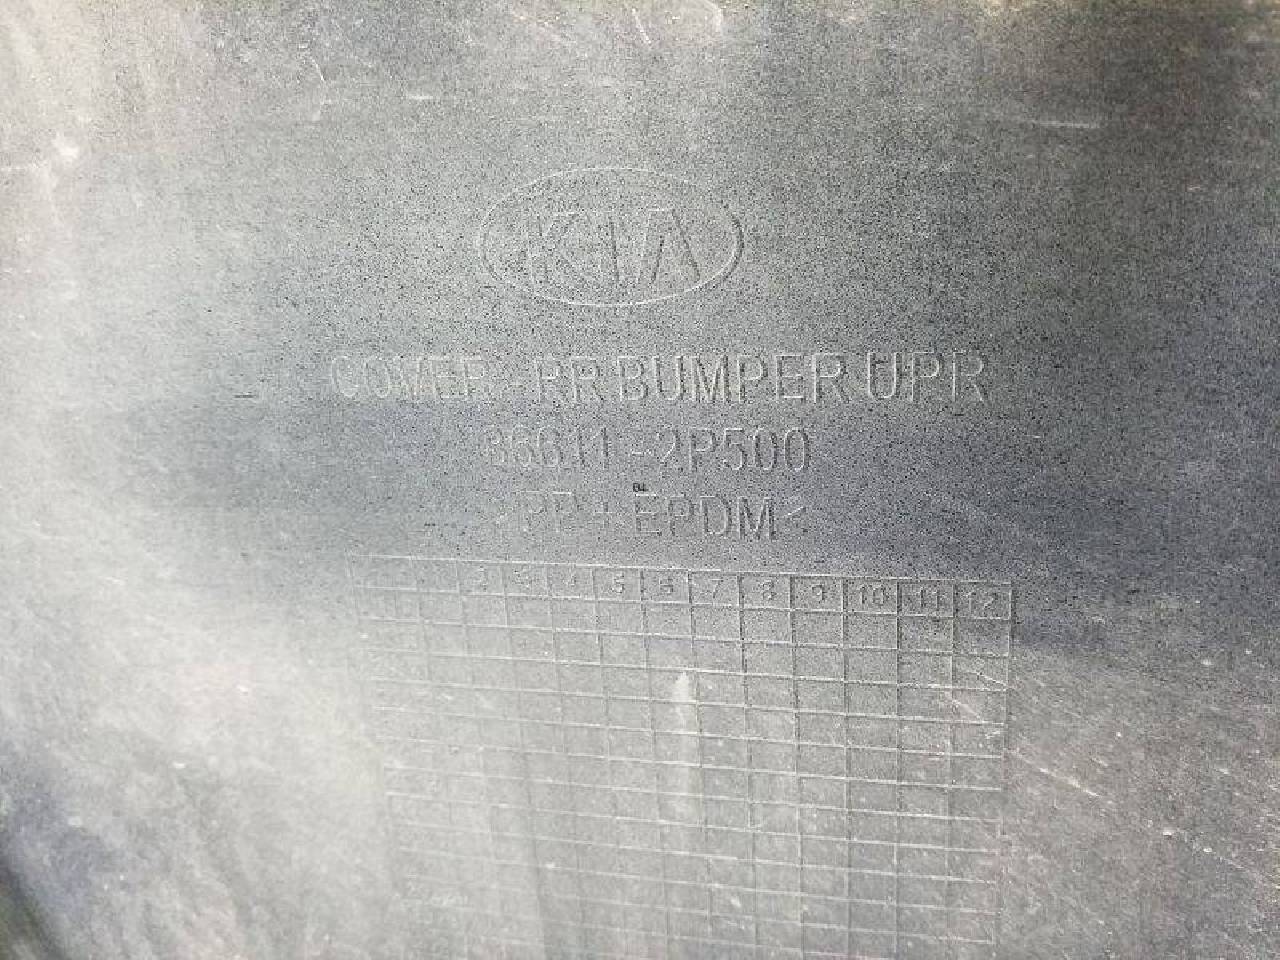 KIA
COVER-RR BUMPER UPR
86611-2P500
>PP+EPDM<
2 3 4 5 6 7 8 9 10 11 12